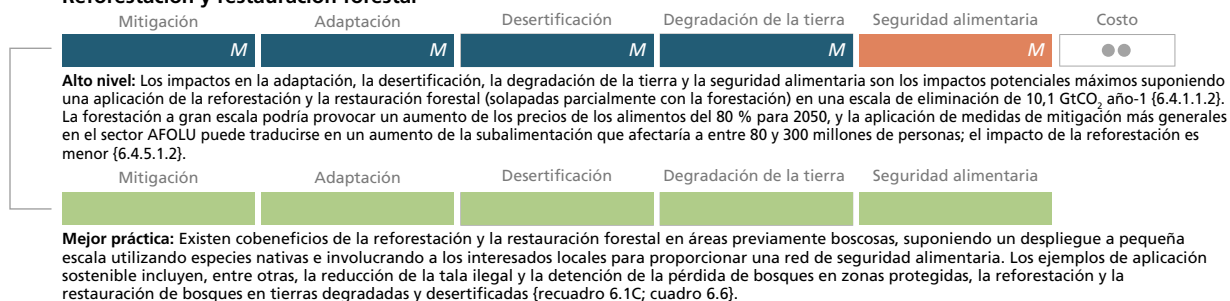 Reforestación y restauración forestal
Mitigación Adaptación Desertificación Degradación de la tierra Seguridad alimentaria Costo
M M M M M
Alto nivel: Los impactos en la adaptación, la desertificación, la degradación de la tierra y la seguridad alimentaria son los impactos potenciales máximos suponiendo
una aplicación de la reforestación y la restauración forestal (solapadas parcialmente con la forestación) en una escala de eliminación de 10,1 GtCO₂ año-1 {6.4.1.1.2}.
La forestación a gran escala podría provocar un aumento de los precios de los alimentos del 80 % para 2050, y la aplicación de medidas de mitigación más generales
en el sector AFOLU puede traducirse en un aumento de la subalimentación que afectaría a entre 80 y 300 millones de personas; el impacto de la reforestación es
menor {6.4.5.1.2}.
Mitigación Adaptación Desertificación Degradación de la tierra Seguridad alimentaria
Mejor práctica: Existen cobeneficios de la reforestación y la restauración forestal en áreas previamente boscosas, suponiendo un despliegue a pequeña
escala utilizando especies nativas e involucrando a los interesados locales para proporcionar una red de seguridad alimentaria. Los ejemplos de aplicación
sostenible incluyen, entre otras, la reducción de la tala ilegal y la detención de la pérdida de bosques en zonas protegidas, la reforestación y la
restauración de bosques en tierras degradadas y desertificadas {recuadro 6.1C; cuadro 6.6}.